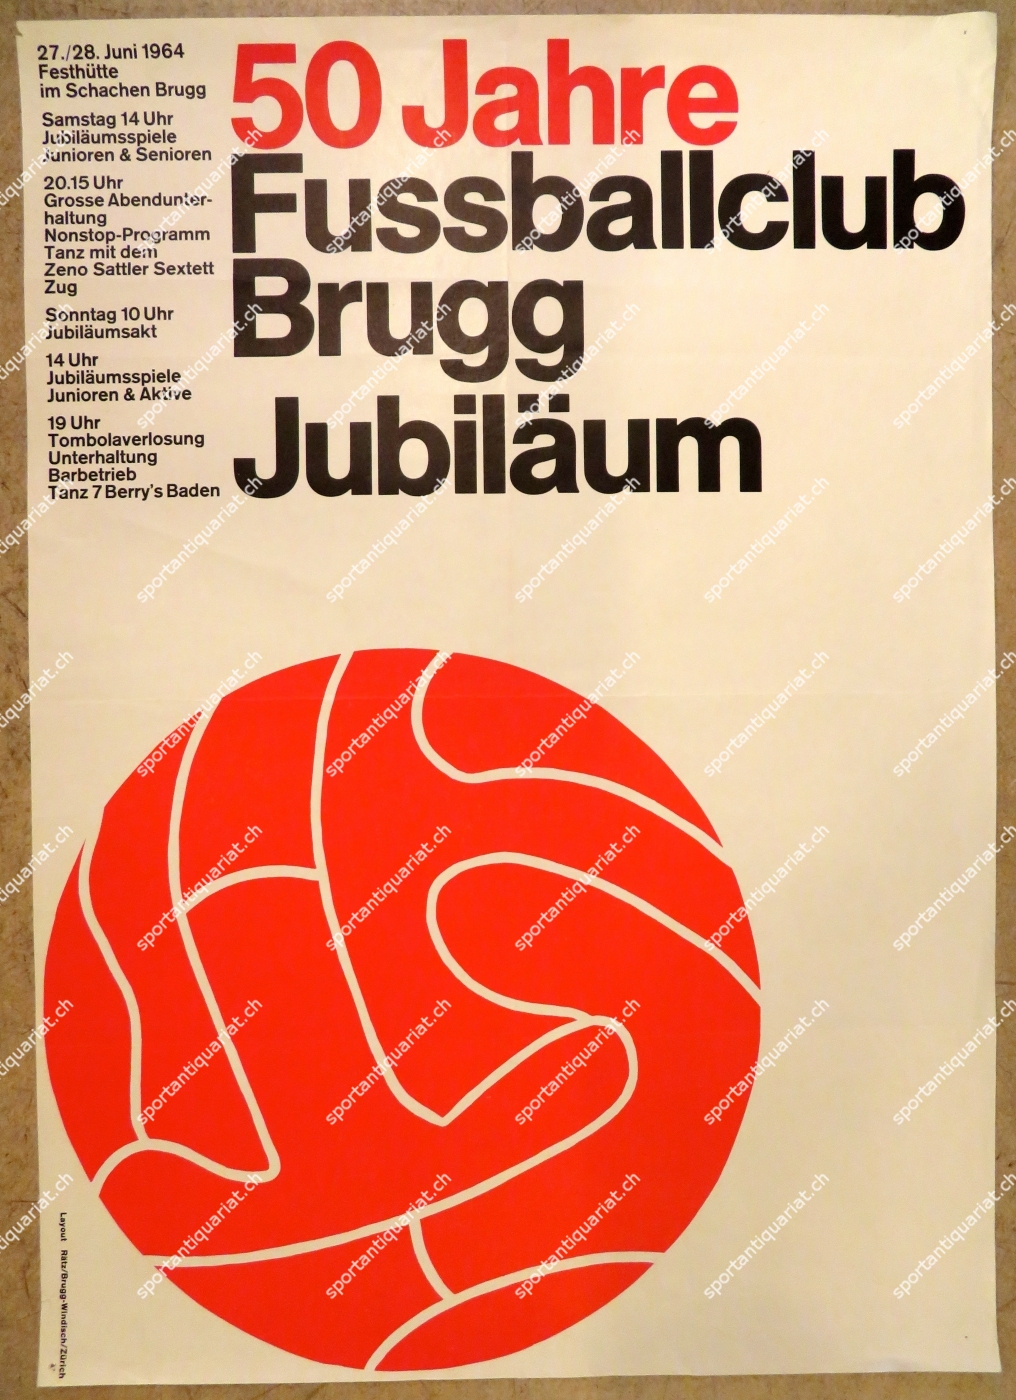 27./28. Juni 1964
Festhütte
im Schachen Brugg
Samstag 14 Uhr
Jubiläumsspiele
Junioren & Senioren
20.15 Uhr
Grosse Abendunter-
haltung
Nonstop-Programm
Tanz mit dem
Zeno Sattler Sextett
Zug
Sonntag 10 Uhr
Jubiläumsakt
14 Uhr
Jubiläumsspiele
Junioren & Aktive
19 Uhr
Tombolaverlosung
Unterhaltung
Barbetrieb
Tanz 7 Berry's Baden
50 Jahre
Fussballclub
Brugg
Jubiläum
Layout Rätz/Brugg-Windisch/Zürich
sportantiquariat.ch